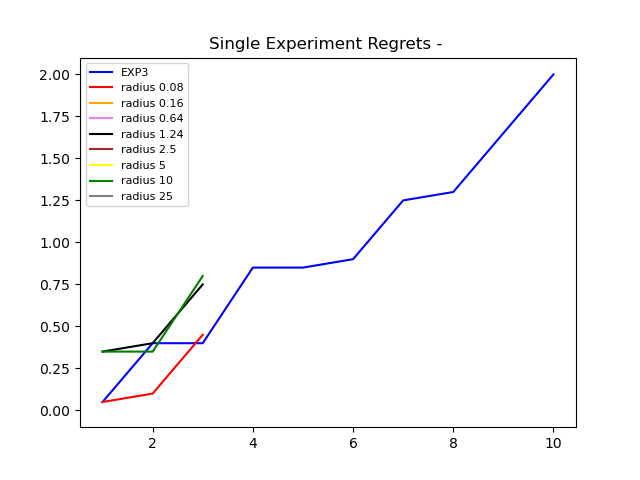 Single Experiment Regrets -
2.00
1.75
1.50
1.25
1.00
0.75
0.50
0.25
0.00
EXP3
radius 0.08
radius 0.16
radius 0.64
radius 1.24
radius 2.5
radius 5
radius 10
radius 25
2 4 6 8 10